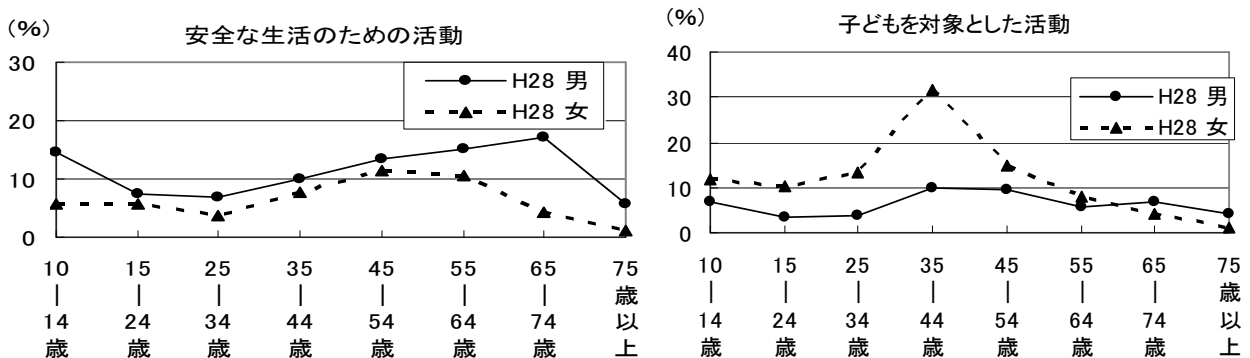 (%)
安全な生活のための活動
30
20
10
0
H28 男
H28 女
10|14歳
15|24歳
25|34歳
35|44歳
45|54歳
55|64歳
65|74歳
75歳以上
(%)
子どもを対象とした活動
40
30
20
10
0
H28 男
H28 女
10|14歳
15|24歳
25|34歳
35|44歳
45|54歳
55|64歳
65|74歳
75歳以上